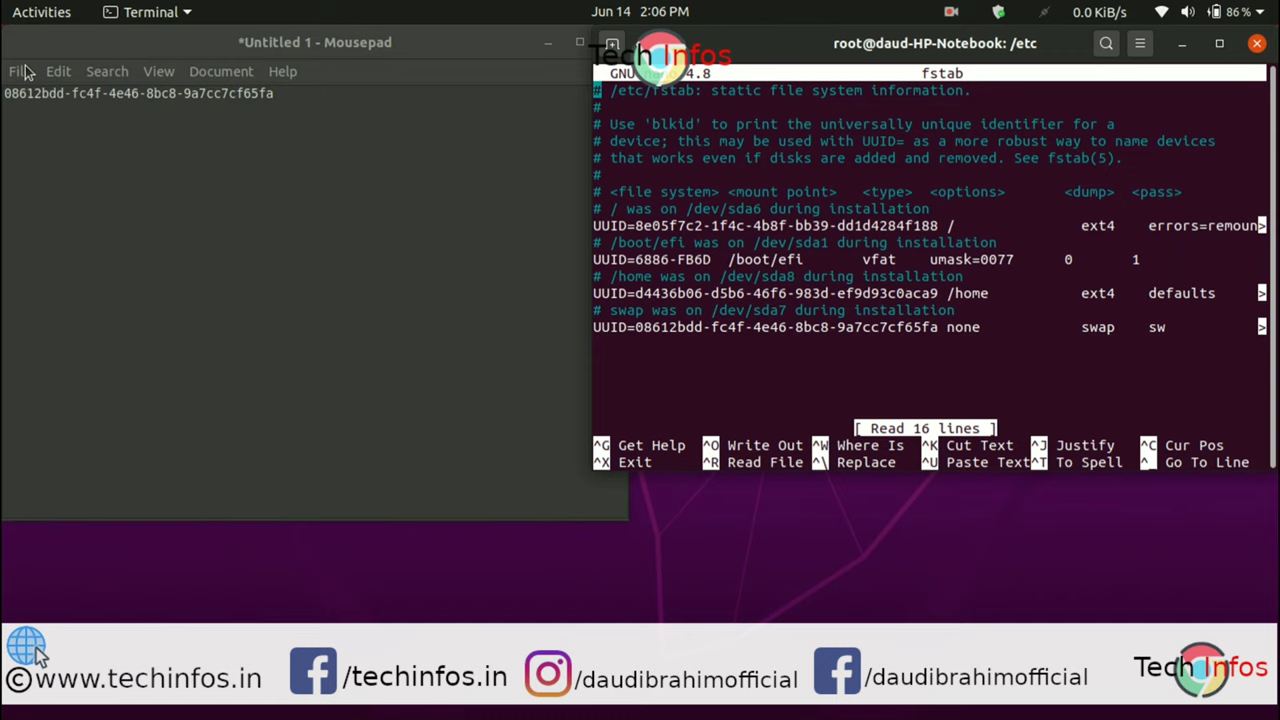 Activities Terminal Jun 14 2:06 PM 0.0 KiB/s 86 %
*Untitled 1 - Mousepad
File Edit Search View Document Help
08612bdd-fc4f-4e46-8bc8-9a7cc7cf65fa
root@daud-HP-Notebook: /etc
Tech Infos
GNU nano 4.8 fstab
# /etc/fstab: static file system information.
#
# Use 'blkid' to print the universally unique identifier for a
# device; this may be used with UUID= as a more robust way to name devices
# that works even if disks are added and removed. See fstab(5).
#
# <file system> <mount point> <type> <options> <dump> <pass>
# / was on /dev/sda6 during installation
UUID=8e05f7c2-1f4c-4b8f-bb39-dd1d4284f188 / ext4 errors=remoun>
# /boot/efi was on /dev/sda1 during installation
UUID=6886-FB6D /boot/efi vfat umask=0077 0 1
# /home was on /dev/sda8 during installation
UUID=d4436b06-d5b6-46f6-983d-ef9d93c0aca9 /home ext4 defaults >
# swap was on /dev/sda7 during installation
UUID=08612bdd-fc4f-4e46-8bc8-9a7cc7cf65fa none swap sw >
[ Read 16 lines ]
^G Get Help ^O Write Out ^W Where Is ^K Cut Text ^J Justify ^C Cur Pos
^X Exit ^R Read File ^\ Replace ^U Paste Text ^T To Spell ^_ Go To Line
©www.techinfos.in /techinfos.in /daudibrahimofficial /daudibrahimofficial
Tech Infos